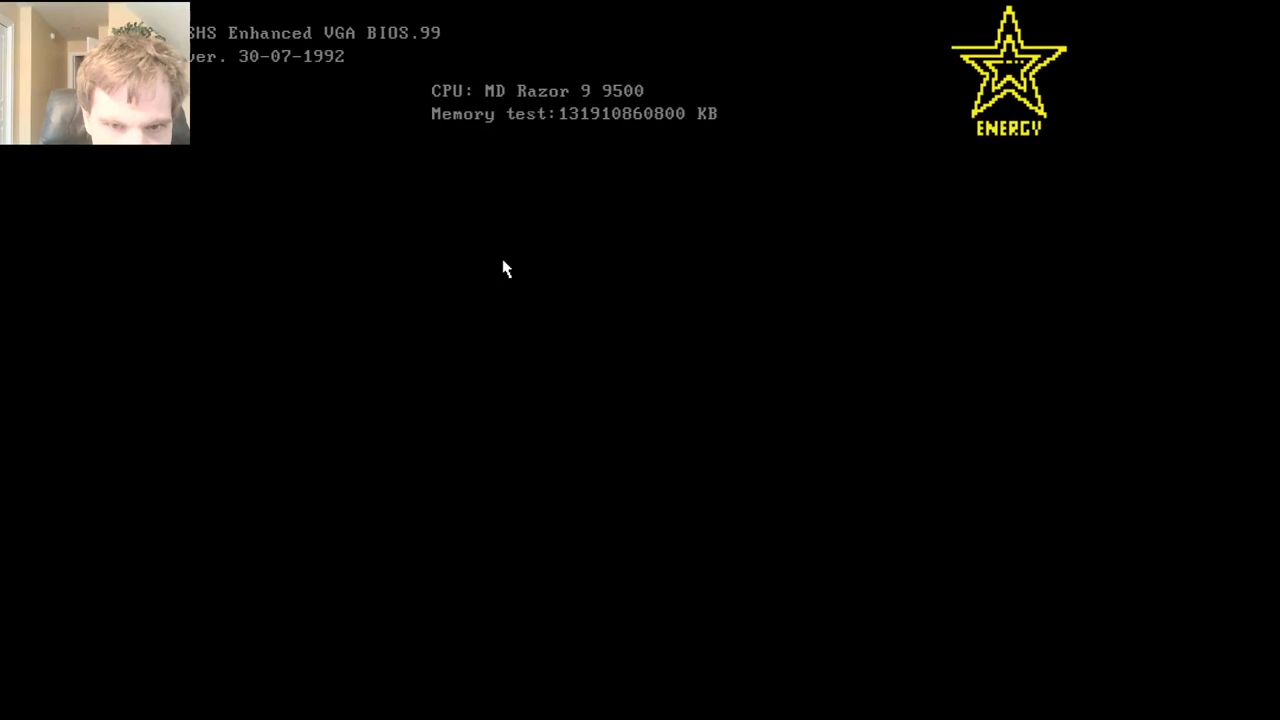 SHS Enhanced VGA BIOS.99
ver. 30-07-1992
CPU: MD Razor 9 9500
Memory test:131910860800 KB
ENERGY